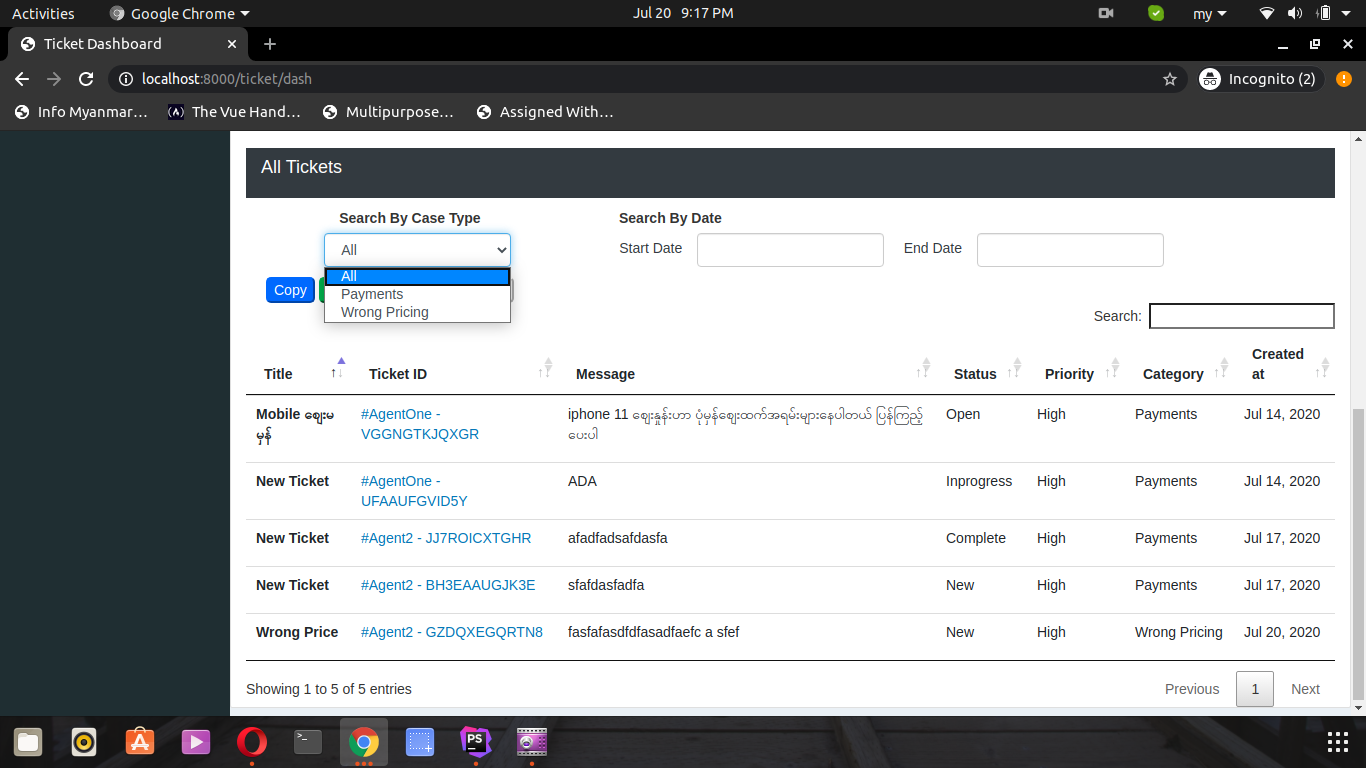 Activities
Google Chrome
Jul 20 9:17 PM
my
Ticket Dashboard
localhost:8000/ticket/dash
Incognito (2)
Info Myanmar…
The Vue Hand…
Multipurpose…
Assigned With…
All Tickets
Search By Case Type
Search By Date
All
Start Date
End Date
All
Payments
Wrong Pricing
Copy
Search:
Title
Ticket ID
Message
Status
Priority
Category
Created
at
Mobile ဈေးမ
မှန်
#AgentOne -
VGGNGTKJQXGR
iphone 11 ဈေးနှုန်းဟာ ပုံမှန်ဈေးထက်အရမ်းများနေပါတယ် ပြန်ကြည့်
ပေးပါ
Open
High
Payments
Jul 14, 2020
New Ticket
#AgentOne -
UFAAUFGVID5Y
ADA
Inprogress
High
Payments
Jul 14, 2020
New Ticket
#Agent2 - JJ7ROICXTGHR
afadfadsafdasfa
Complete
High
Payments
Jul 17, 2020
New Ticket
#Agent2 - BH3EAAUGJK3E
sfafdasfadfa
New
High
Payments
Jul 17, 2020
Wrong Price
#Agent2 - GZDQXEGQRTN8
fasfafasdfdfasadfaefc a sfef
New
High
Wrong Pricing
Jul 20, 2020
Showing 1 to 5 of 5 entries
Previous
1
Next
PS